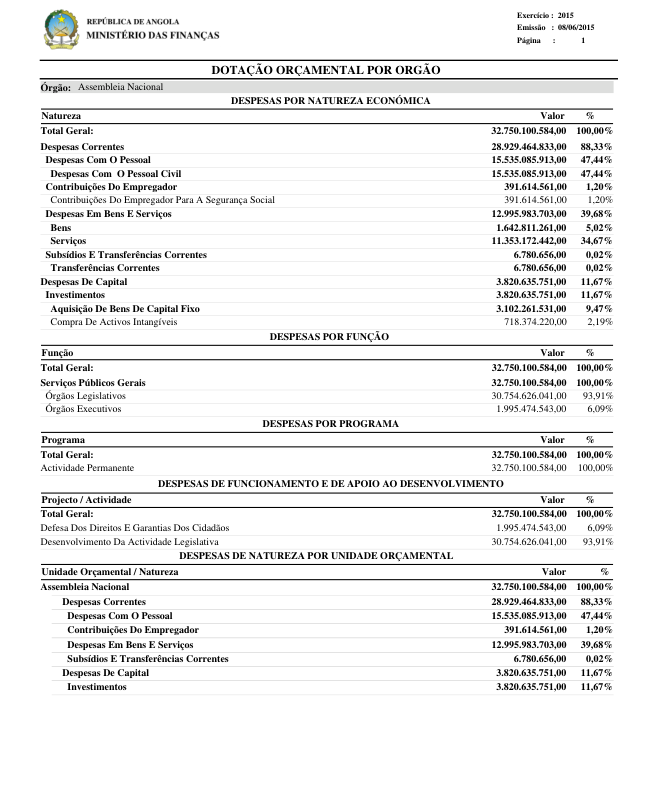 REPÚBLICA DE ANGOLA
MINISTÉRIO DAS FINANÇAS
Exercício : 2015
Emissão : 08/06/2015
Página : 1
DOTAÇÃO ORÇAMENTAL POR ORGÃO
Órgão: Assembleia Nacional
DESPESAS POR NATUREZA ECONÓMICA
Natureza Valor %
Total Geral: 32.750.100.584,00 100,00%
Despesas Correntes 28.929.464.833,00 88,33%
Despesas Com O Pessoal 15.535.085.913,00 47,44%
Despesas Com O Pessoal Civil 15.535.085.913,00 47,44%
Contribuições Do Empregador 391.614.561,00 1,20%
Contribuições Do Empregador Para A Segurança Social 391.614.561,00 1,20%
Despesas Em Bens E Serviços 12.995.983.703,00 39,68%
Bens 1.642.811.261,00 5,02%
Serviços 11.353.172.442,00 34,67%
Subsídios E Transferências Correntes 6.780.656,00 0,02%
Transferências Correntes 6.780.656,00 0,02%
Despesas De Capital 3.820.635.751,00 11,67%
Investimentos 3.820.635.751,00 11,67%
Aquisição De Bens De Capital Fixo 3.102.261.531,00 9,47%
Compra De Activos Intangíveis 718.374.220,00 2,19%
DESPESAS POR FUNÇÃO
Função Valor %
Total Geral: 32.750.100.584,00 100,00%
Serviços Públicos Gerais 32.750.100.584,00 100,00%
Órgãos Legislativos 30.754.626.041,00 93,91%
Órgãos Executivos 1.995.474.543,00 6,09%
DESPESAS POR PROGRAMA
Programa Valor %
Total Geral: 32.750.100.584,00 100,00%
Actividade Permanente 32.750.100.584,00 100,00%
DESPESAS DE FUNCIONAMENTO E DE APOIO AO DESENVOLVIMENTO
Projecto / Actividade Valor %
Total Geral: 32.750.100.584,00 100,00%
Defesa Dos Direitos E Garantias Dos Cidadãos 1.995.474.543,00 6,09%
Desenvolvimento Da Actividade Legislativa 30.754.626.041,00 93,91%
DESPESAS DE NATUREZA POR UNIDADE ORÇAMENTAL
Unidade Orçamental / Natureza Valor %
Assembleia Nacional 32.750.100.584,00 100,00%
Despesas Correntes 28.929.464.833,00 88,33%
Despesas Com O Pessoal 15.535.085.913,00 47,44%
Contribuições Do Empregador 391.614.561,00 1,20%
Despesas Em Bens E Serviços 12.995.983.703,00 39,68%
Subsídios E Transferências Correntes 6.780.656,00 0,02%
Despesas De Capital 3.820.635.751,00 11,67%
Investimentos 3.820.635.751,00 11,67%